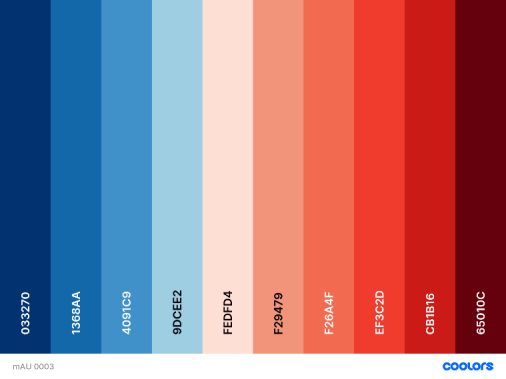 033270
1368AA
4091C9
9DCEE2
FEDFD4
F29479
F26A4F
EF3C2D
CB1B16
65010C
mAU 0003
coolors